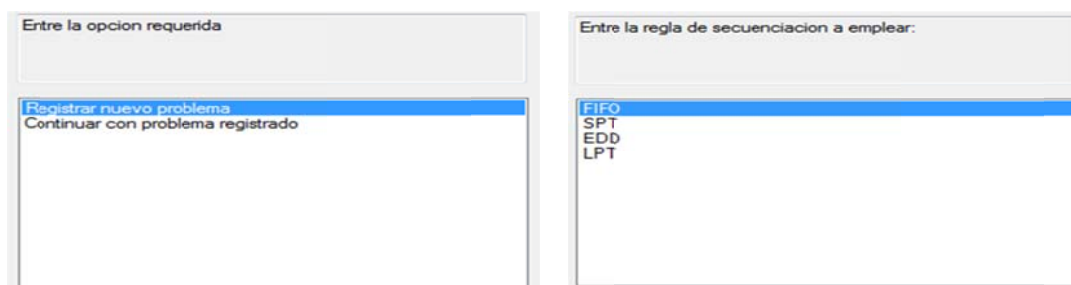 Entre la opcion requerida
Registrar nuevo problema
Continuar con problema registrado
Entre la regla de secuenciacion a emplear:
FIFO
SPT
EDD
LPT